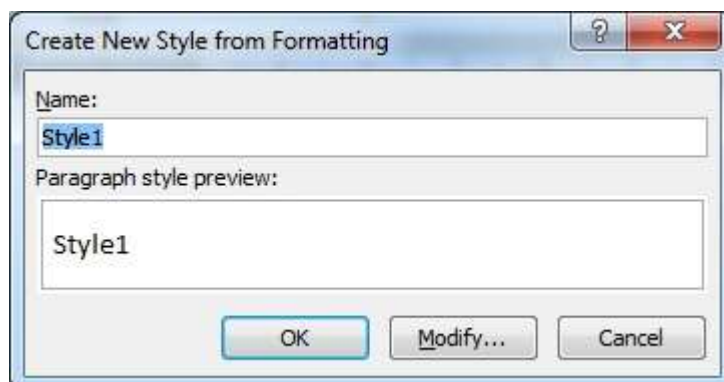 Create New Style from Formatting
Name:
Style1
Paragraph style preview:
Style1
OK Modify... Cancel